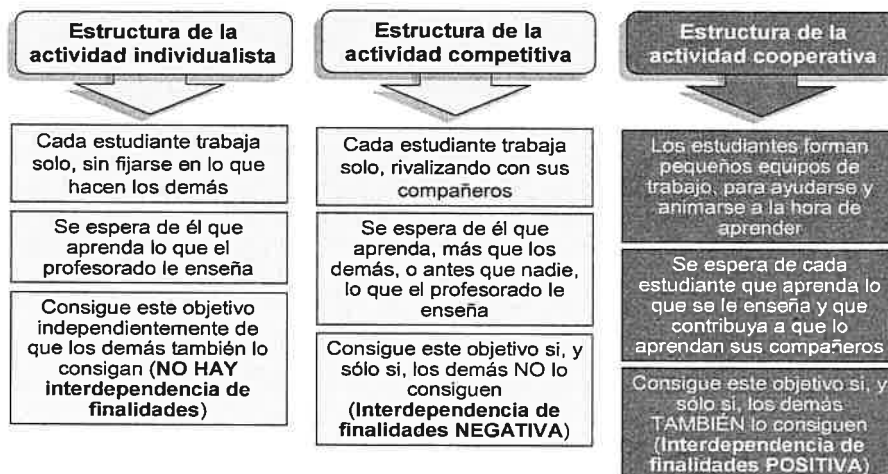 Estructura de la
actividad individualista
Cada estudiante trabaja
solo, sin fijarse en lo que
hacen los demás
Se espera de él que
aprenda lo que el
profesorado le enseña
Consigue este objetivo
independientemente de
que los demás también lo
consigan (NO HAY
interdependencia de
finalidades)
Estructura de la
actividad competitiva
Cada estudiante trabaja
solo, rivalizando con sus
compañeros
Se espera de él que
aprenda, más que los
demás, o antes que nadie,
lo que el profesorado le
enseña
Consigue este objetivo si, y
sólo si, los demás NO lo
consiguen
(Interdependencia de
finalidades NEGATIVA)
Estructura de la
actividad cooperativa
Los estudiantes forman
pequeños equipos de
trabajo, para ayudarse y
animarse a la hora de
aprender
Se espera de cada
estudiante que aprenda lo
que se le enseña y que
contribuya a que lo
aprendan sus compañeros
Consigue este objetivo si, y
sólo si, los demás
TAMBIÉN lo consiguen
(Interdependencia de
finalidades POSITIVA)